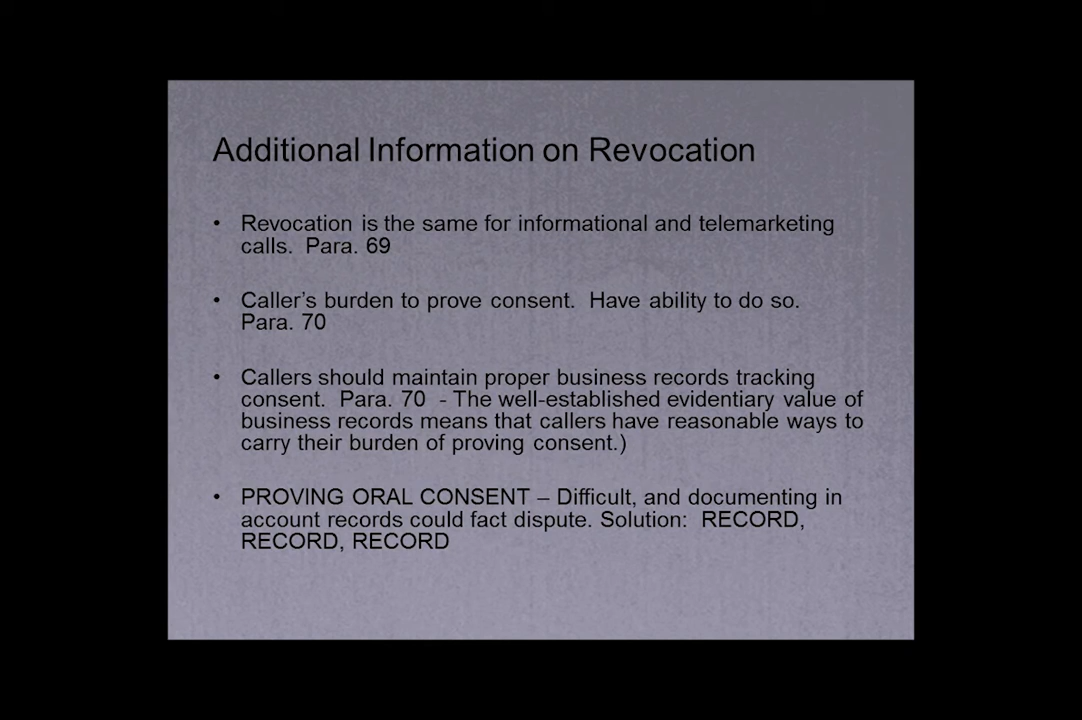 Additional Information on Revocation
• Revocation is the same for informational and telemarketing
calls.  Para. 69
• Caller’s burden to prove consent.  Have ability to do so.
Para. 70
• Callers should maintain proper business records tracking
consent.  Para. 70  - The well-established evidentiary value of
business records means that callers have reasonable ways to
carry their burden of proving consent.)
• PROVING ORAL CONSENT – Difficult, and documenting in
account records could fact dispute. Solution:  RECORD,
RECORD, RECORD